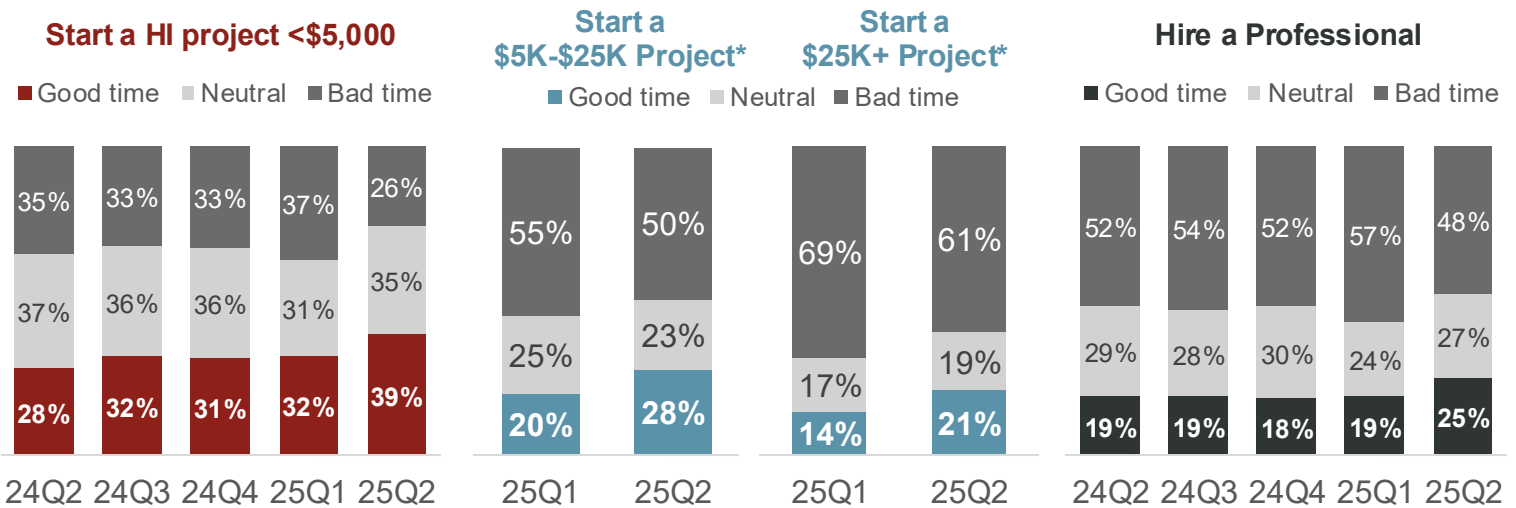 Start a HI project <$5,000
Good time Neutral Bad time
35% 33% 33% 37% 26%
37% 36% 36% 31% 35%
28% 32% 31% 32% 39%
24Q2 24Q3 24Q4 25Q1 25Q2
Start a
$5K-$25K Project*
Start a
$25K+ Project*
Good time Neutral Bad time
55% 50%
25% 23%
20% 28%
25Q1 25Q2
69% 61%
17% 19%
14% 21%
25Q1 25Q2
Hire a Professional
Good time Neutral Bad time
52% 54% 52% 57% 48%
29% 28% 30% 24% 27%
19% 19% 18% 19% 25%
24Q2 24Q3 24Q4 25Q1 25Q2